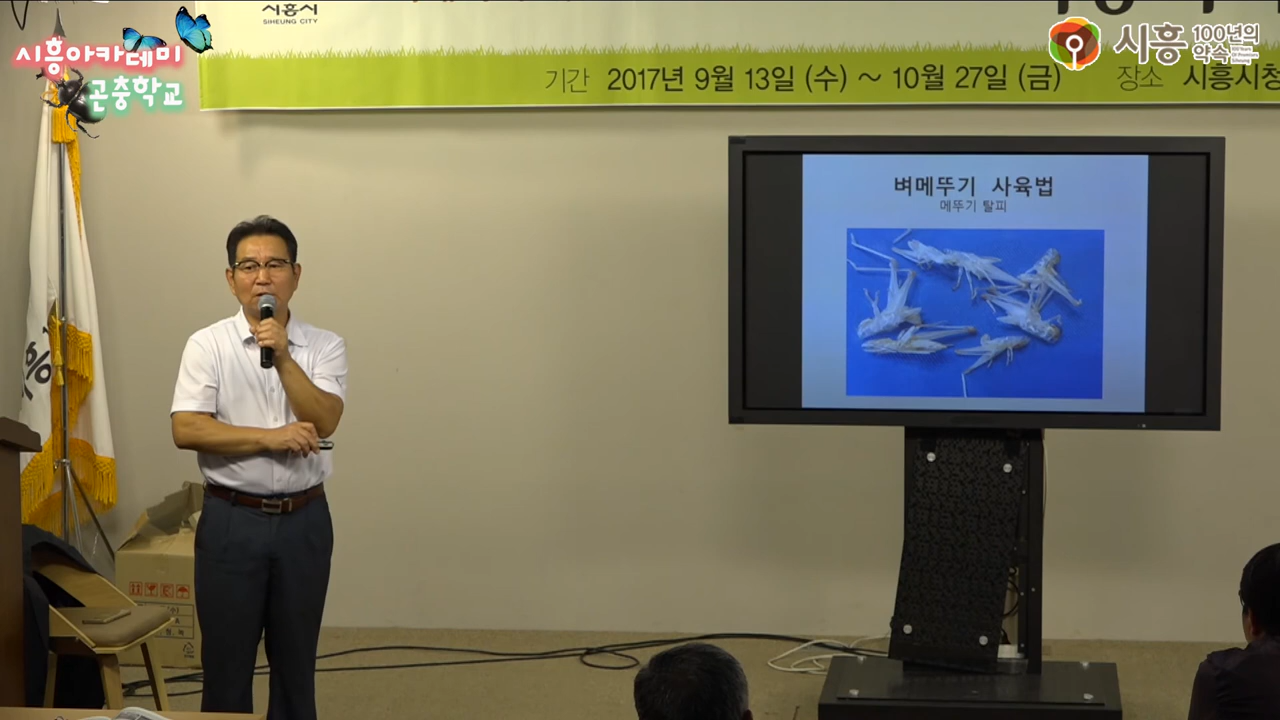 시흥시
SIHEUNG CITY
시흥아카데미
곤충학교
시흥 100년의
약속
기간 2017년 9월 13일 (수) ~ 10월 27일 (금) 장소 시흥시청
벼메뚜기 사육법
메뚜기 탈피